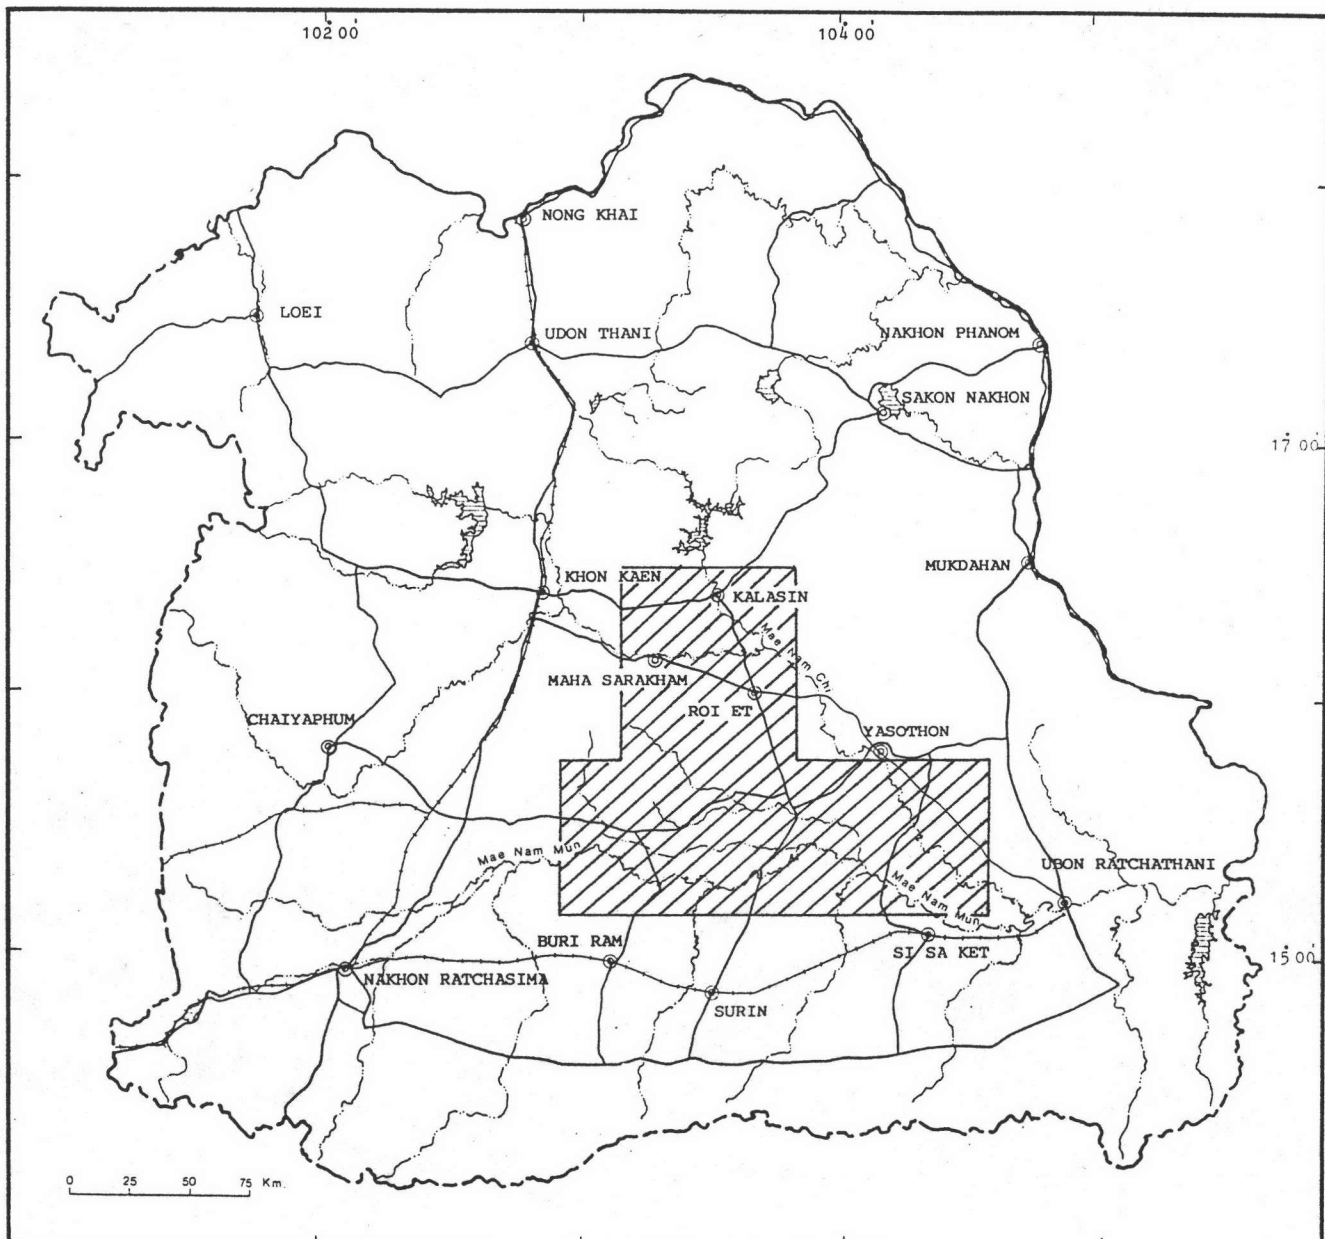 102°00' 104°00'
NONG KHAI
LOEI
UDON THANI
NAKHON PHANOM
SAKON NAKHON
17°00'
MUKDAHAN
KHON KAEN
KALASIN
Mae Nam Chi
MAHA SARAKHAM
ROI ET
CHAIYAPHUM
YASOTHON
Mae Nam Mun
UBON RATCHATHANI
Mae Nam Mun
BURI RAM
SI SA KET
15°00'
NAKHON RATCHASIMA
SURIN
0 25 50 75 Km.